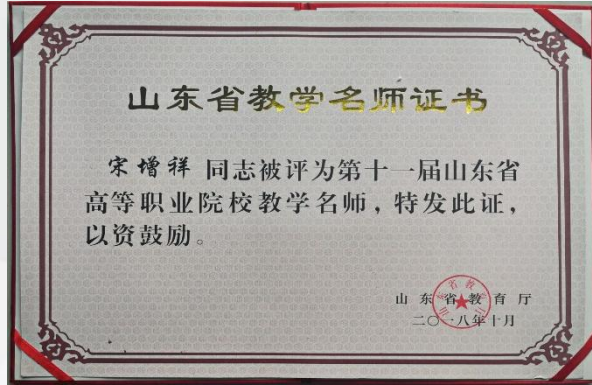 山东省教学名师证书
宋增祥 同志被评为第十一届山东省
高等职业院校教学名师，特发此证，
以资鼓励。
山东省教育厅
二〇一八年十月